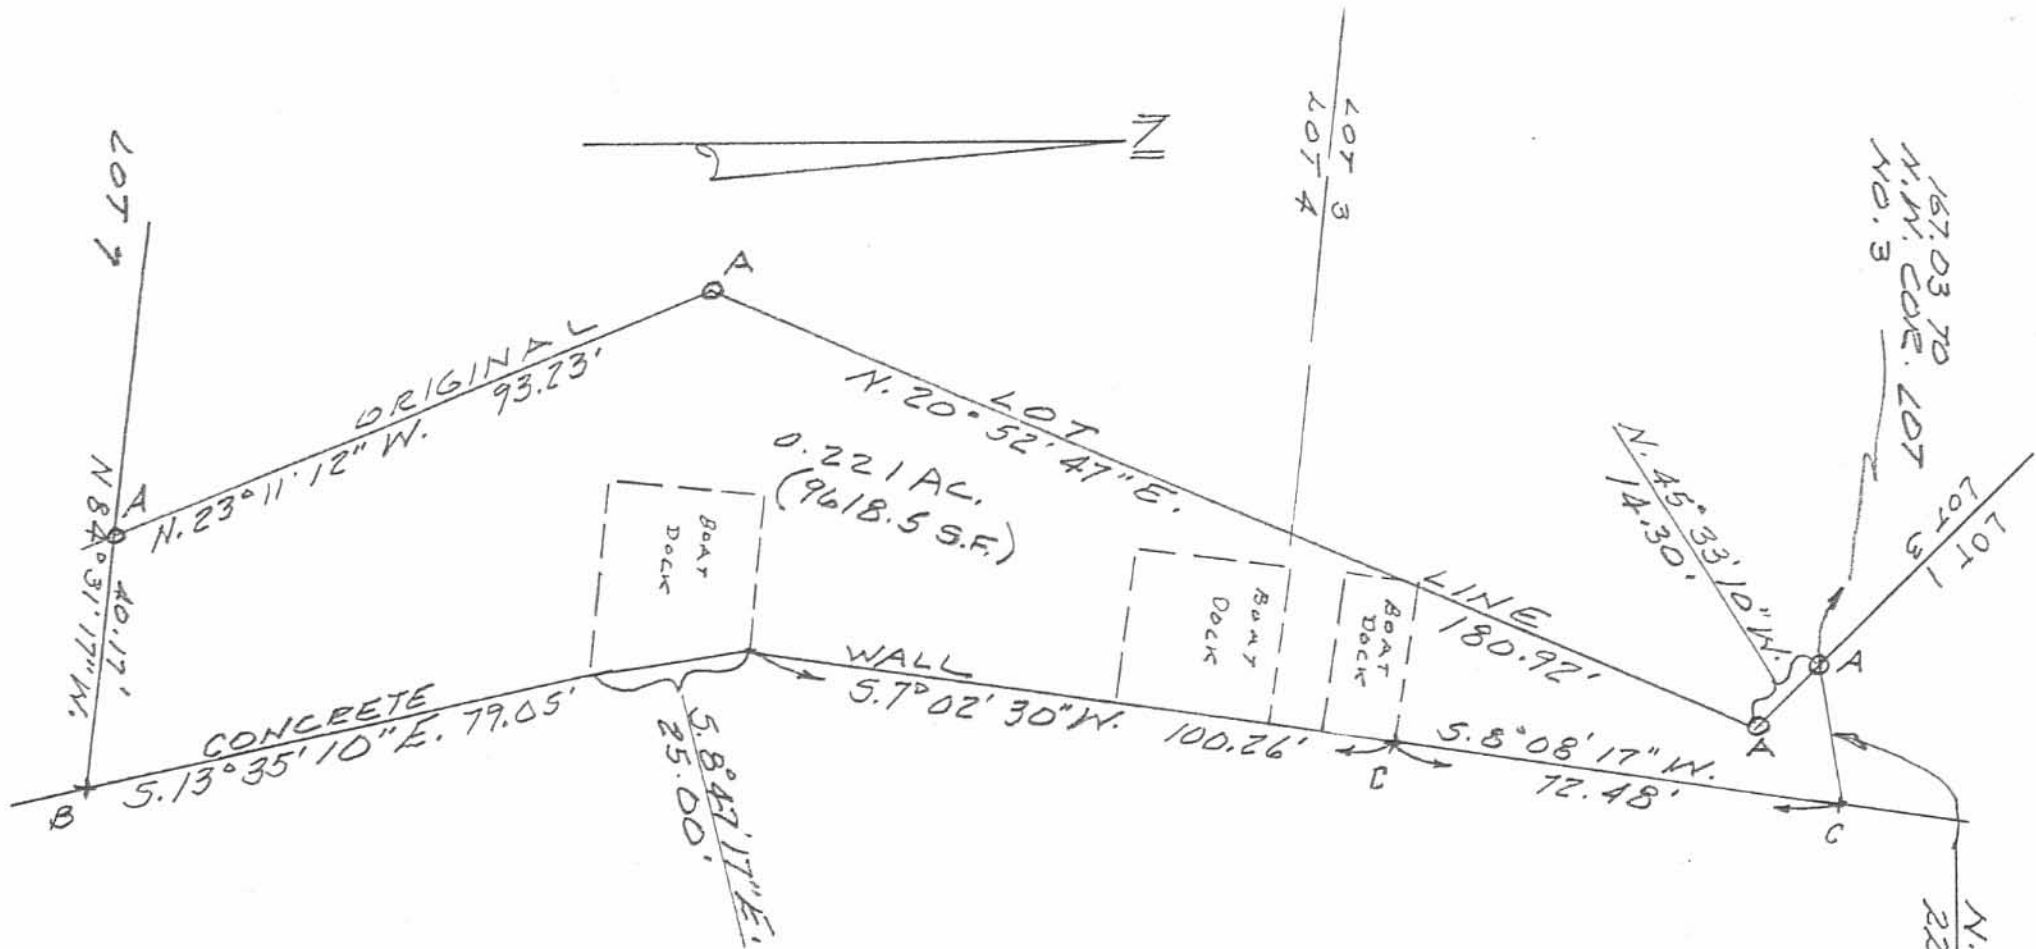 LOT 3
LOT 4
N
A
ORIGINAL
93.23'
N. 23° 11' 12" W.
A
N 84° 31' 17" W.
40.17'
LOT
N. 20° 52' 47" E.
0.221 AC.
(9618.5 S.F.)
BOAT
DOCK
BOAT
DOCK
BOAT
DOCK
LINE
180.92'
167.03 TO
N.W. COR. LOT
NO. 3
N. 45° 33' 10" W.
14.30'
LOT 1
LOT 3
A
A
CONCRETE
S. 13° 35' 10" E. 79.05'
B
WALL
S. 7° 02' 30" W. 100.26'
S. 8° 47' 17" E.
25.00'
S. 8° 08' 17" W.
72.48'
C
C
LOT
N.
22